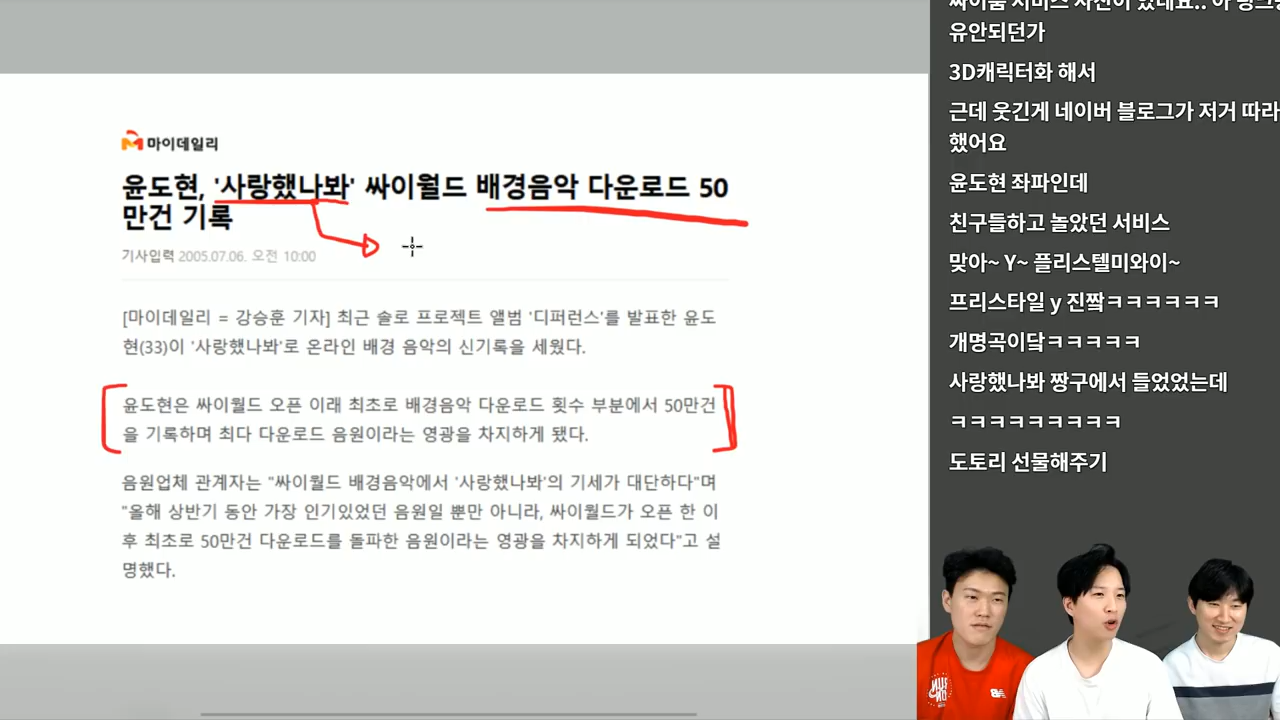 마이데일리
윤도현, '사랑했나봐' 싸이월드 배경음악 다운로드 50
만건 기록
기사입력 2005.07.06. 오전 10:00
[마이데일리 = 강승훈 기자] 최근 솔로 프로젝트 앨범 '디퍼런스'를 발표한 윤도
현(33)이 '사랑했나봐'로 온라인 배경 음악의 신기록을 세웠다.
윤도현은 싸이월드 오픈 이래 최초로 배경음악 다운로드 횟수 부분에서 50만건
을 기록하며 최다 다운로드 음원이라는 영광을 차지하게 됐다.
음원업체 관계자는 "싸이월드 배경음악에서 '사랑했나봐'의 기세가 대단하다"며
"올해 상반기 동안 가장 인기있었던 음원일 뿐만 아니라, 싸이월드가 오픈 한 이
후 최초로 50만건 다운로드를 돌파한 음원이라는 영광을 차지하게 되었다"고 설
명했다.
유안되던가
3D캐릭터화 해서
근데 웃긴게 네이버 블로그가 저거 따라
했어요
윤도현 좌파인데
친구들하고 놀았던 서비스
맞아~ Y~ 플리스텔미와이~
프리스타일 y 진짴ㅋㅋㅋㅋㅋㅋ
개명곡이닼ㅋㅋㅋㅋㅋ
사랑했나봐 짱구에서 들었었는데
ㅋㅋㅋㅋㅋㅋㅋㅋㅋ
도토리 선물해주기